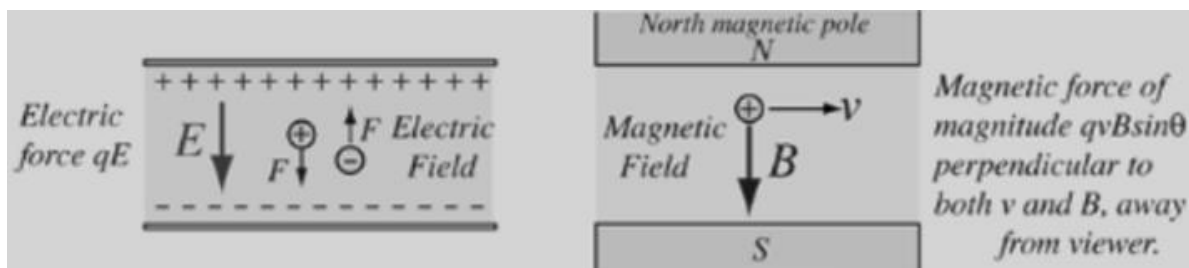 Electric
force qE
+ + + + + + + + + + + +
E
F
+
F
−
Electric
Field
− − − − − − − − − − − −
North magnetic pole
N
Magnetic
Field
+
v
B
S
Magnetic force of
magnitude qvBsinθ
perpendicular to
both v and B, away
from viewer.